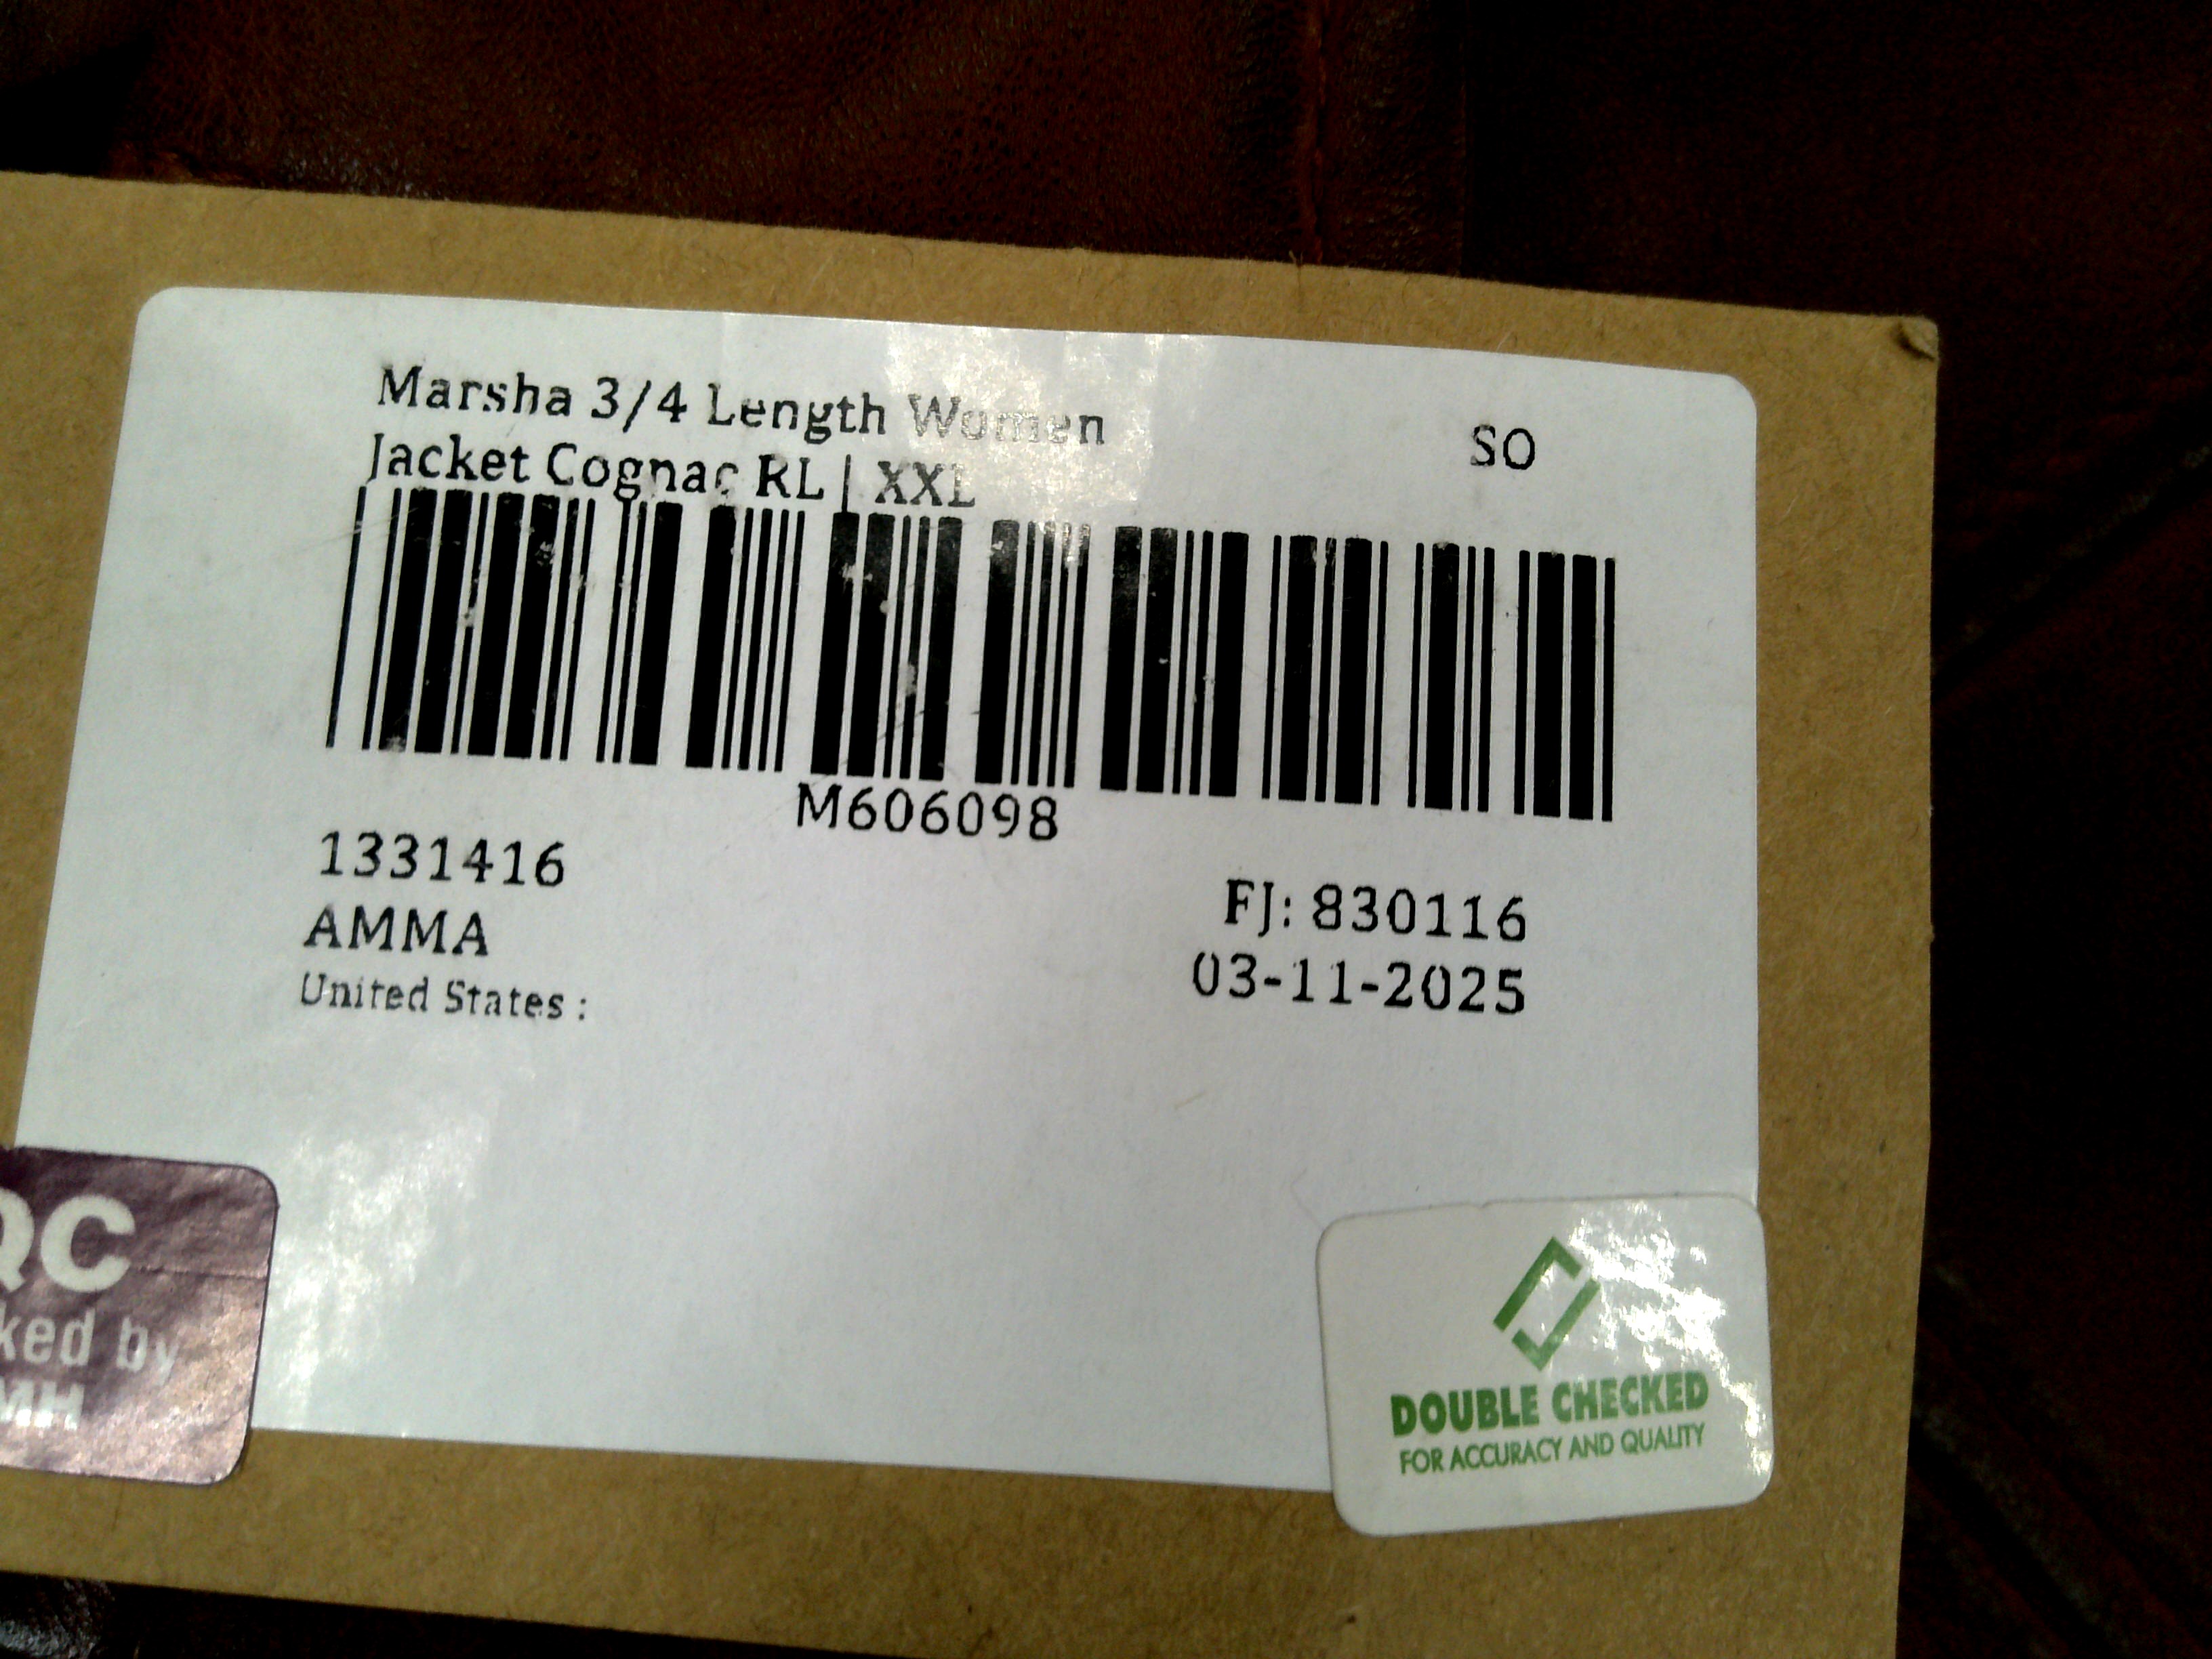 Marsha 3/4 Length Women
Jacket Cognac RL | XXL
SO
M606098
1331416
AMMA
United States :
FJ: 830116
03-11-2025
QC
ked by
MH
DOUBLE CHECKED
FOR ACCURACY AND QUALITY